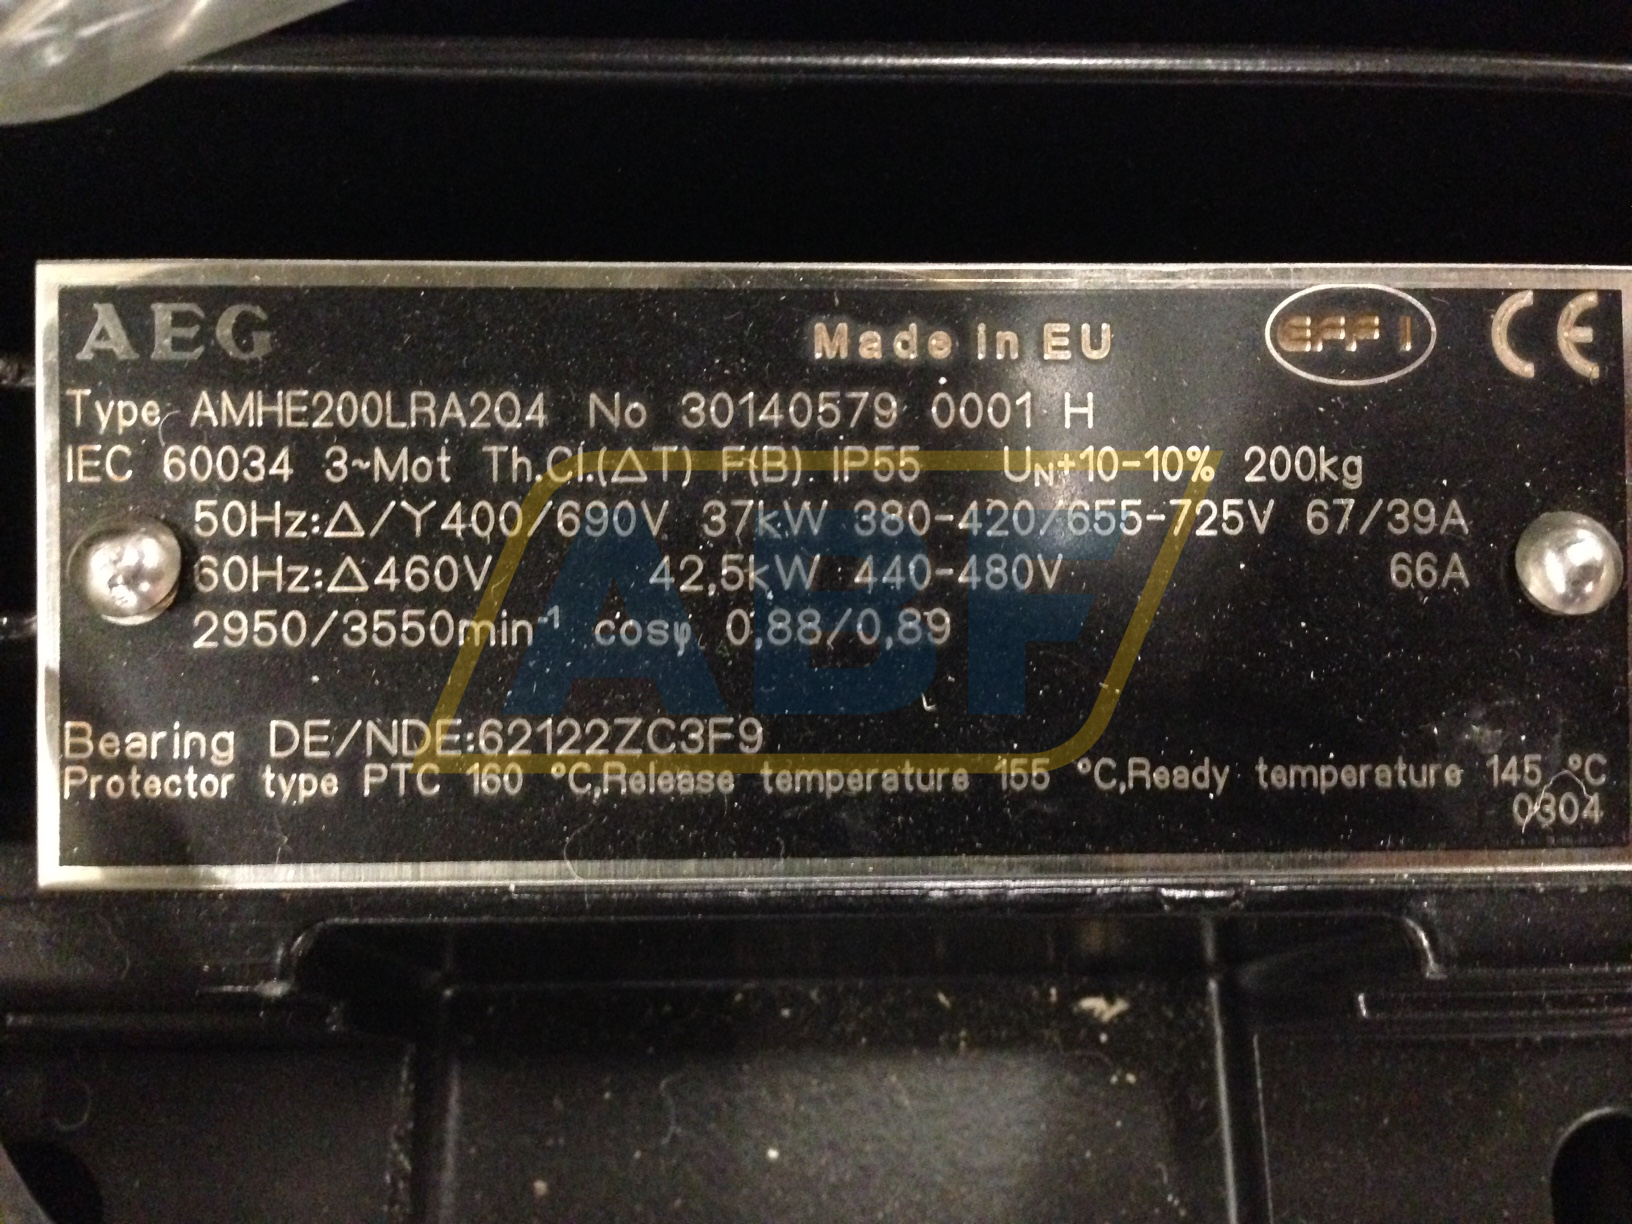 AEG Made in EU EFF 1 CE
Type AMHE200LRA2Q4 No 30140579 0001 H
IEC 60034 3~Mot Th.Cl.(ΔT) F(B) IP55 UN+10-10% 200kg
50Hz:Δ/Y400/690V 37kW 380-420/655-725V 67/39A
60Hz:Δ460V 42,5kW 440-480V 66A
2950/3550min-1 cosφ 0,88/0,89
ABF
Bearing DE/NDE:62122ZC3F9
Protector type PTC 160 °C,Release temperature 155 °C,Ready temperature 145 °C
0304